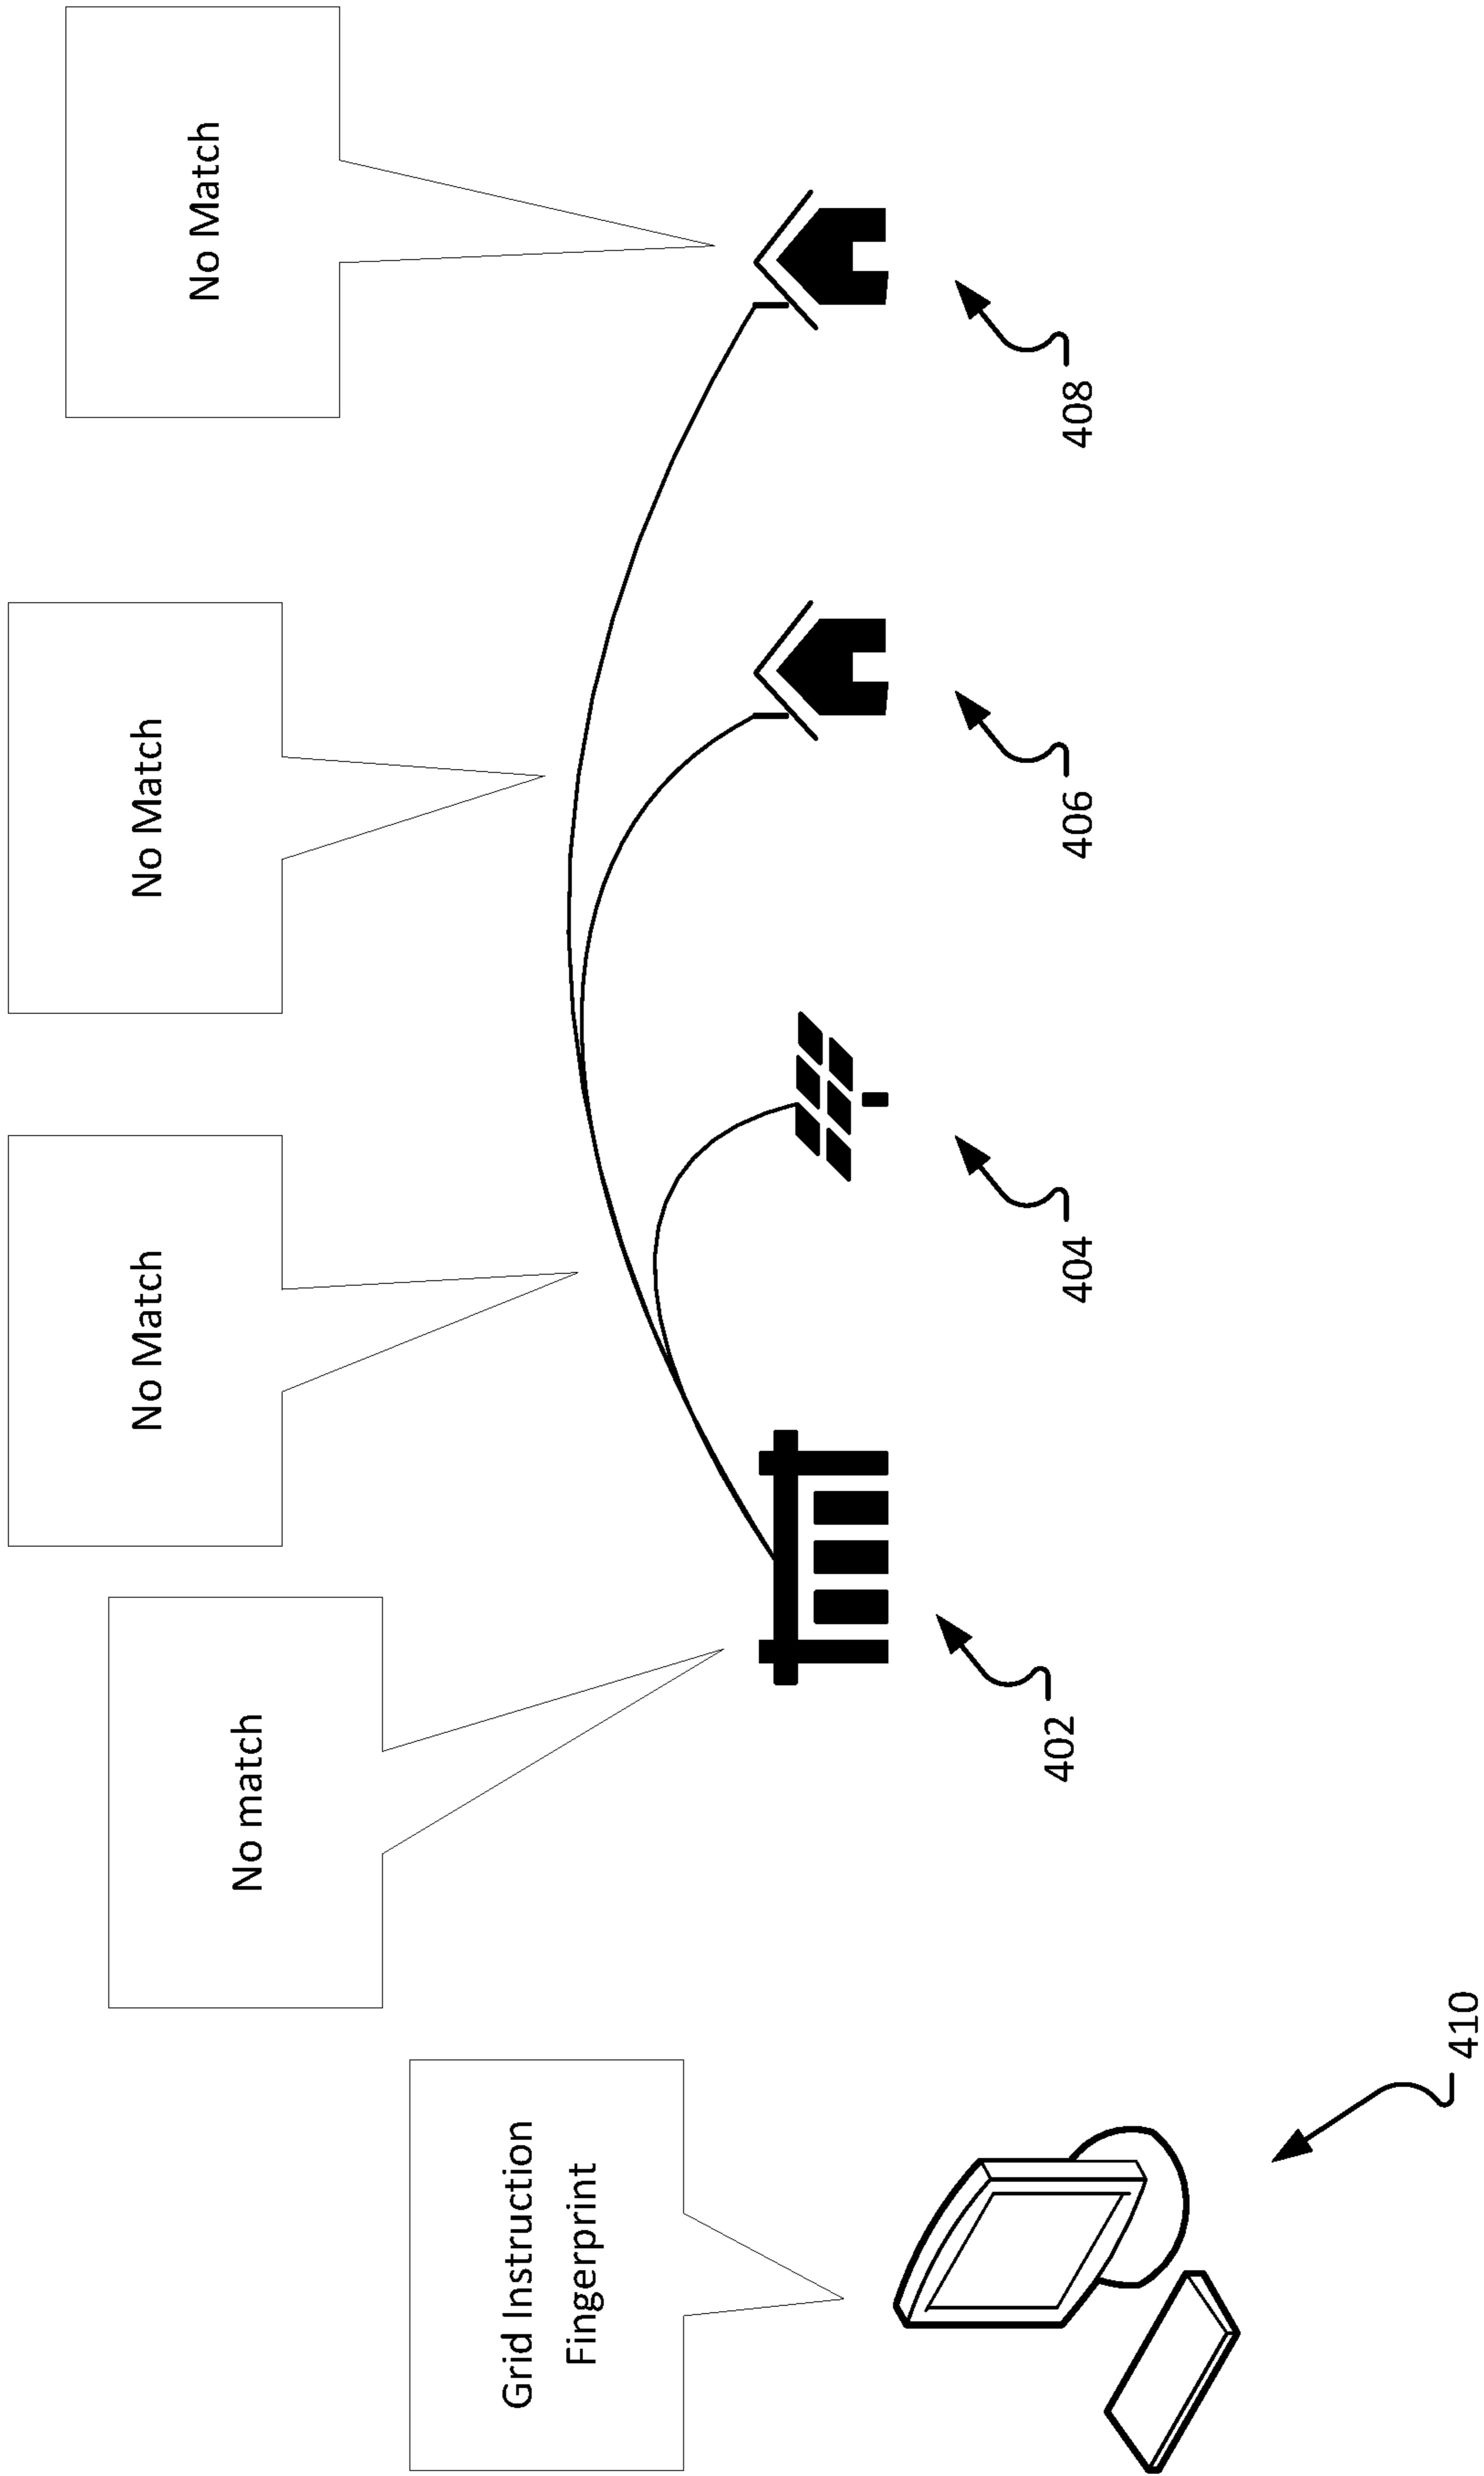 Grid Instruction
Fingerprint
No match
No Match
No Match
No Match
410
402
404
406
408